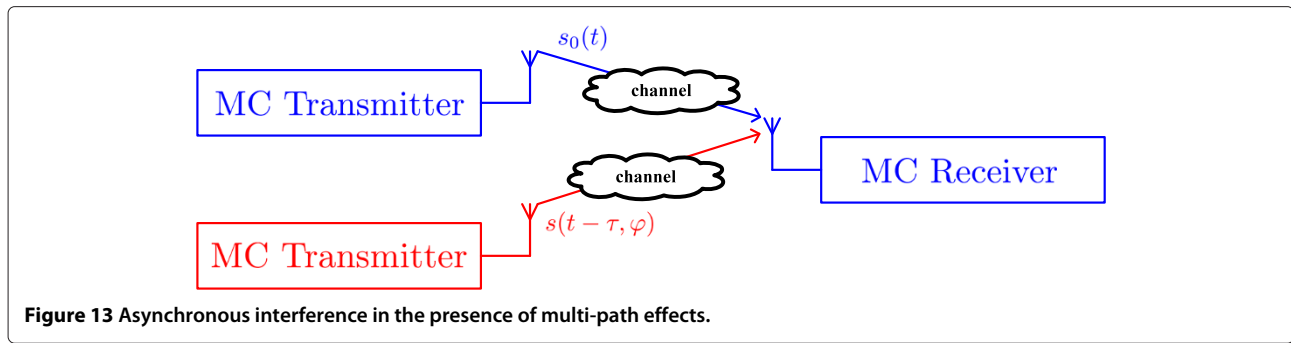 s₀(t)
MC Transmitter
channel
MC Receiver
channel
s(t − τ, φ)
MC Transmitter
Figure 13 Asynchronous interference in the presence of multi-path effects.